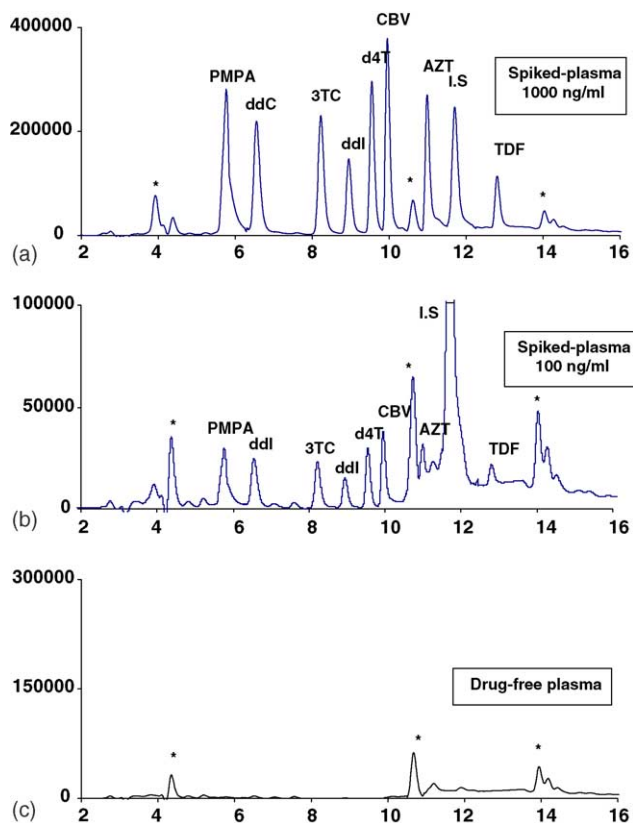 400000
CBV
d4T
AZT
I.S
Spiked-plasma
1000 ng/ml
PMPA
ddC
3TC
200000
ddI
TDF
*
*
*
0
2 4 6 8 10 12 14 16
(a)
100000
I.S
Spiked-plasma
100 ng/ml
*
*
50000
*
PMPA
ddI
3TC
ddI
d4T
CBV
AZT
TDF
0
2 4 6 8 10 12 14 16
(b)
300000
150000
Drug-free plasma
*
*
*
0
2 4 6 8 10 12 14 16
(c)